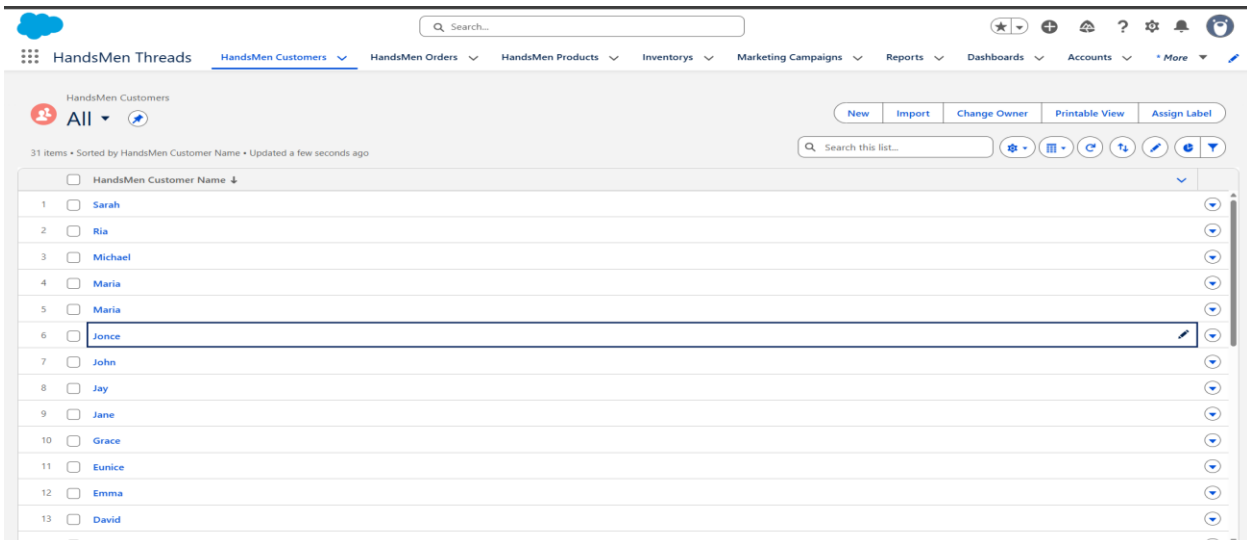 Search...
HandsMen Threads HandsMen Customers HandsMen Orders HandsMen Products Inventorys Marketing Campaigns Reports Dashboards Accounts * More
HandsMen Customers
All
New Import Change Owner Printable View Assign Label
31 items • Sorted by HandsMen Customer Name • Updated a few seconds ago
Search this list...
HandsMen Customer Name
1 Sarah
2 Ria
3 Michael
4 Maria
5 Maria
6 Jonce
7 John
8 Jay
9 Jane
10 Grace
11 Eunice
12 Emma
13 David